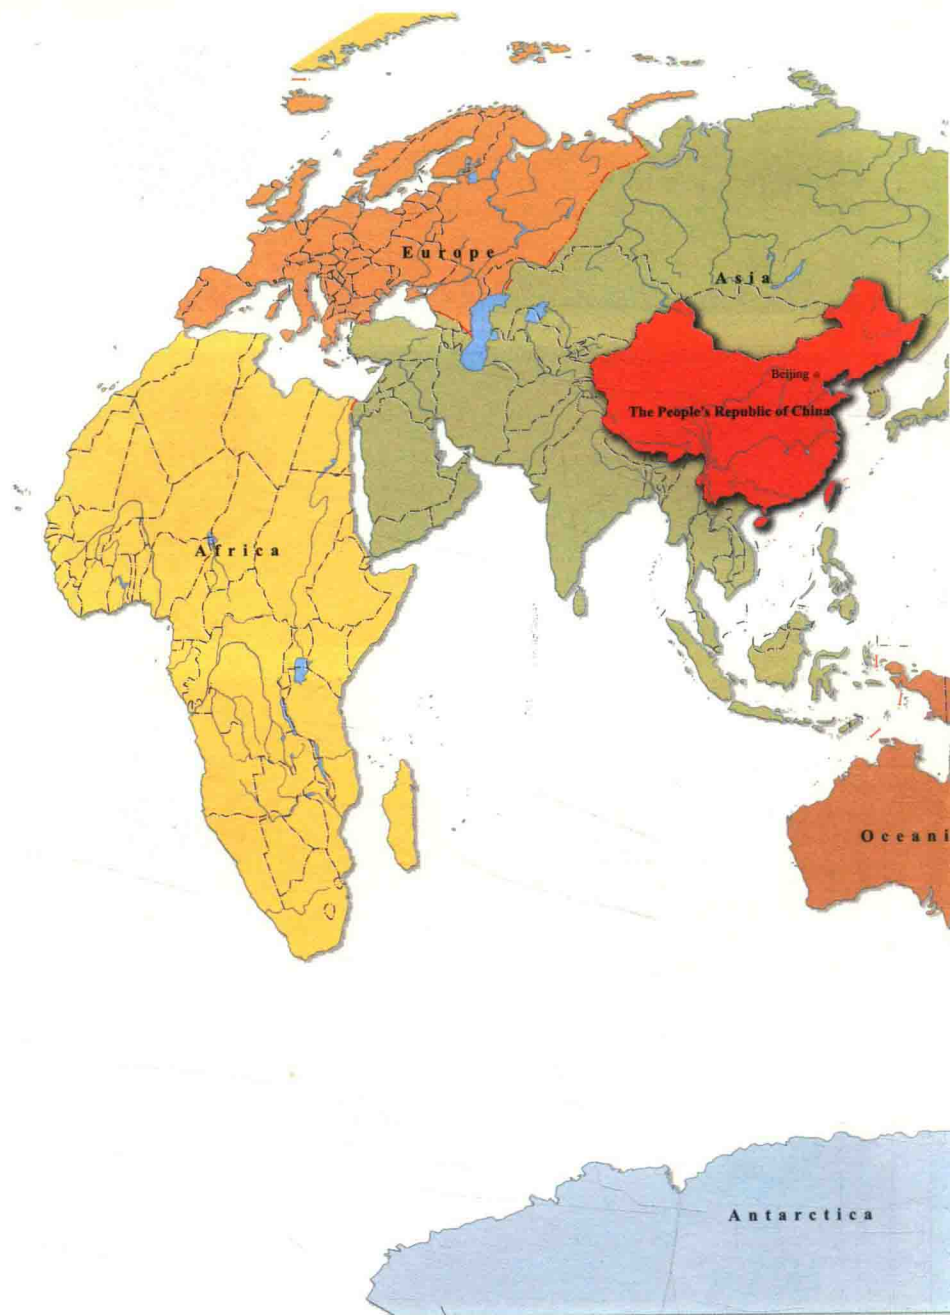 Europe
Asia
Beijing
The People's Republic of China
Africa
Oceani
Antarctica